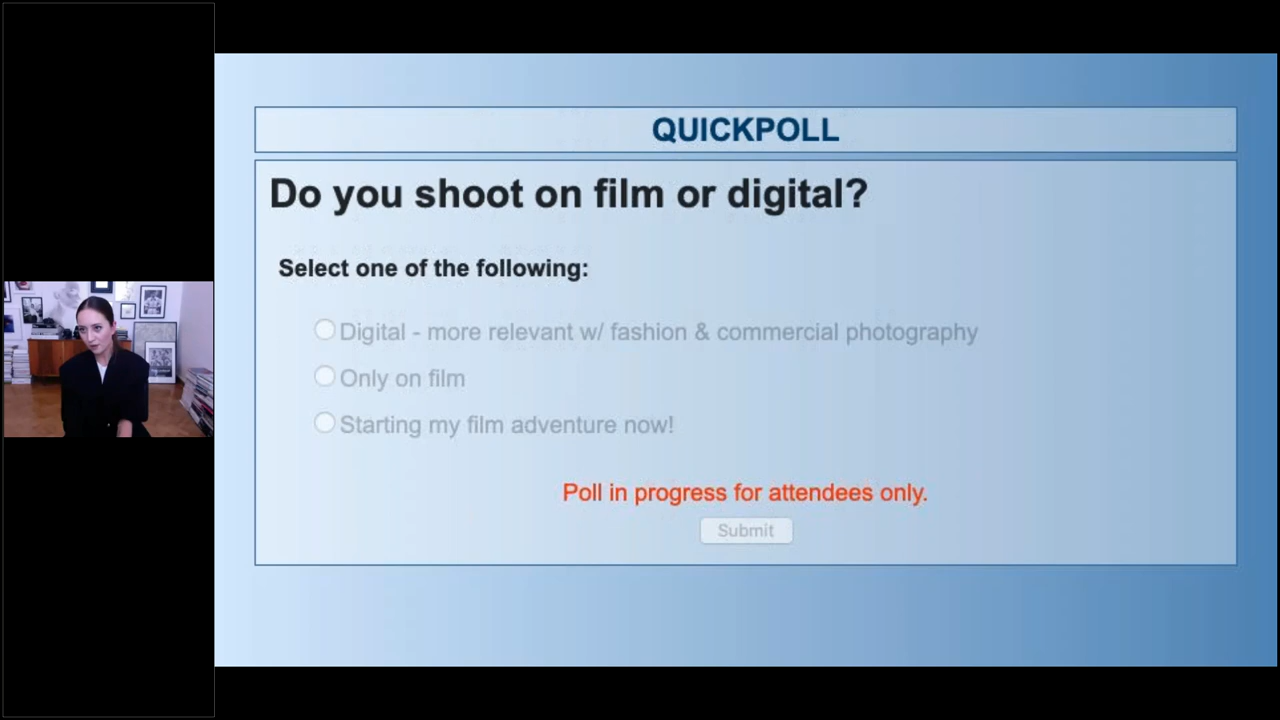 QUICKPOLL
Do you shoot on film or digital?
Select one of the following:
Digital - more relevant w/ fashion & commercial photography
Only on film
Starting my film adventure now!
Poll in progress for attendees only.
Submit